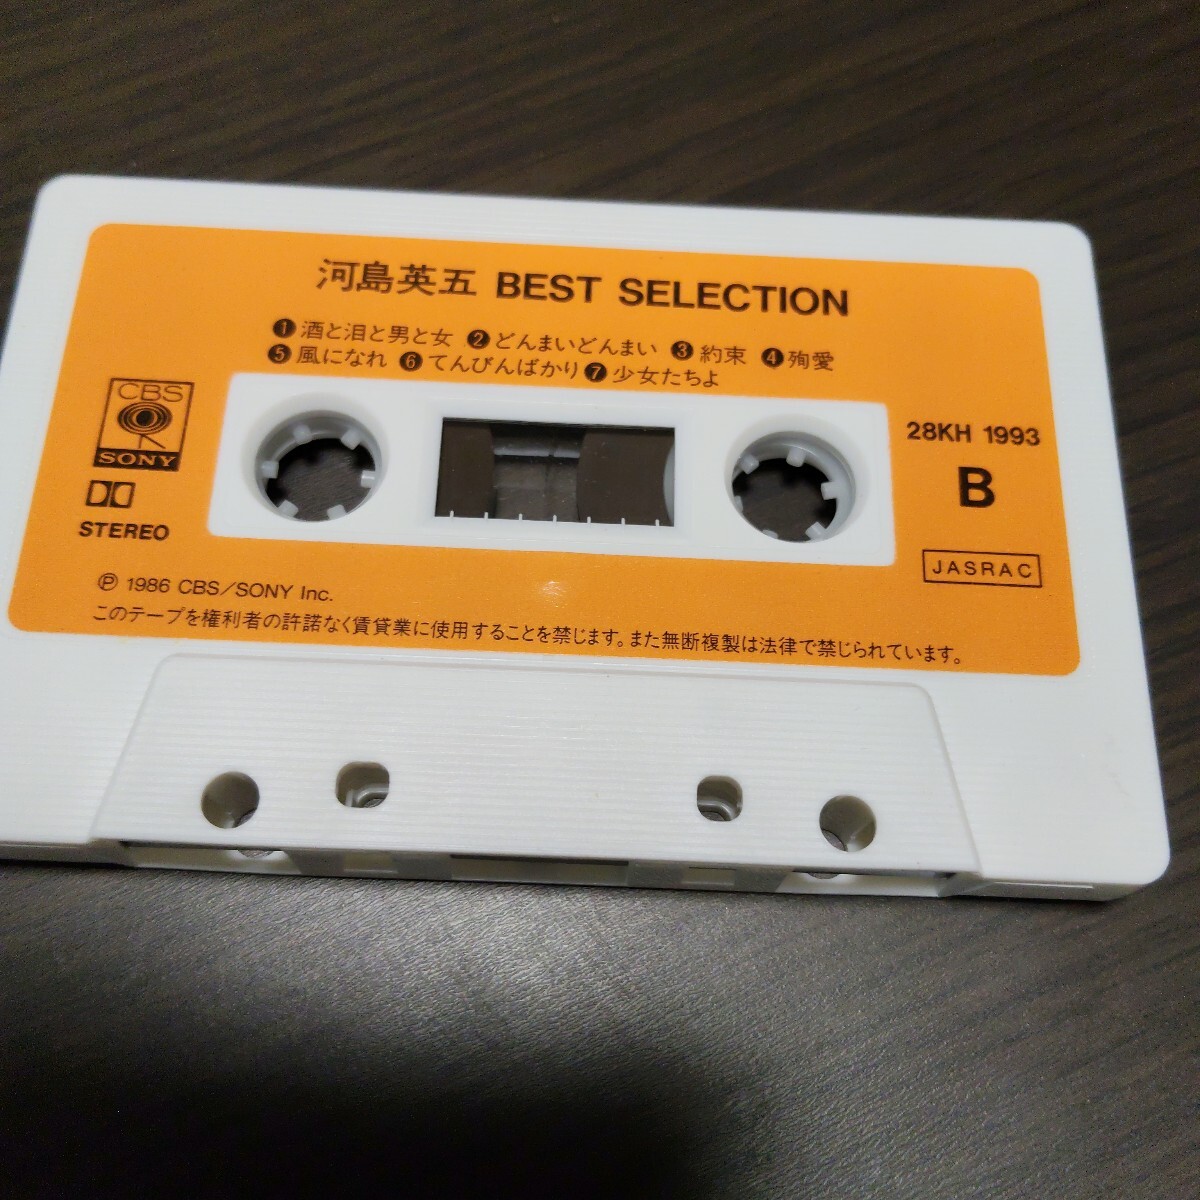 河島英五 BEST SELECTION
❶酒と泪と男と女 ❷どんまいどんまい ❸約束 ❹殉愛
❺風になれ ❻てんびんばかり ❼少女たちよ
CBS
SONY
STEREO
28KH 1993
B
JASRAC
Ⓟ 1986 CBS/SONY Inc.
このテープを権利者の許諾なく賃貸業に使用することを禁じます。また無断複製は法律で禁じられています。